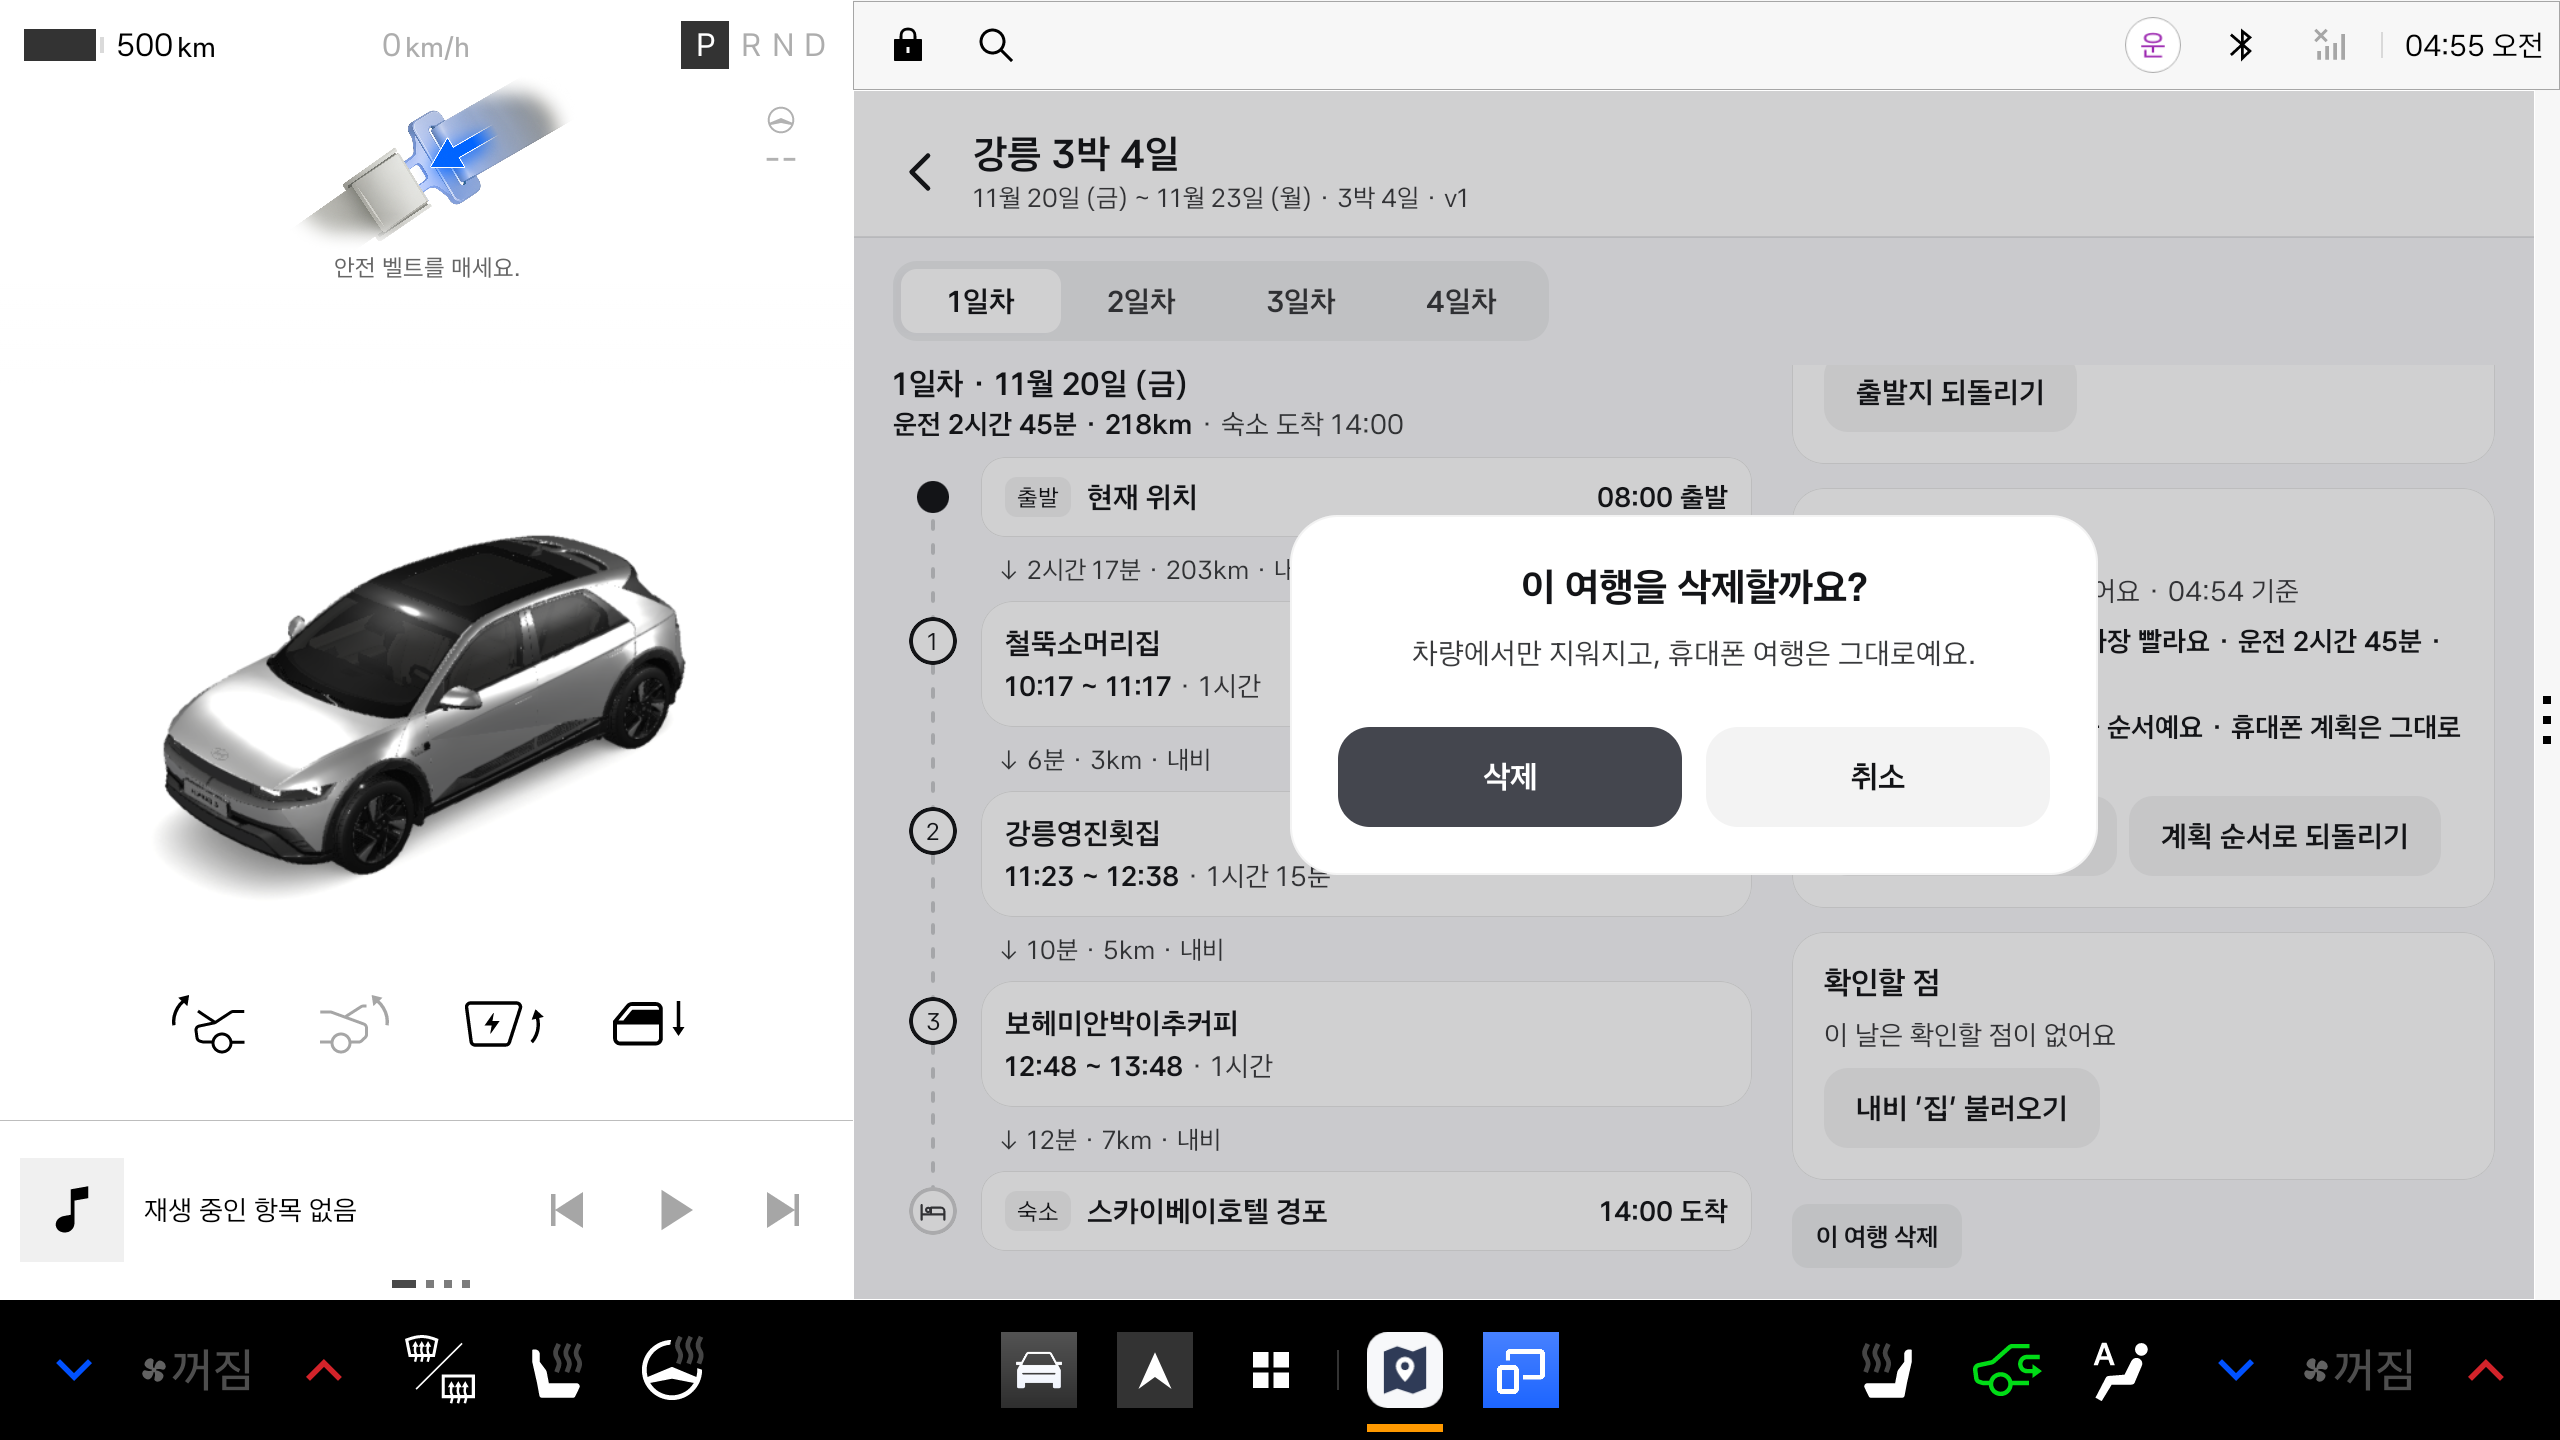 500 km
0 km/h
P R N D
안전 벨트를 매세요.
재생 중인 항목 없음
운
04:55 오전
강릉 3박 4일
11월 20일 (금) ~ 11월 23일 (월) · 3박 4일 · v1
1일차
2일차
3일차
4일차
1일차 · 11월 20일 (금)
운전 2시간 45분 · 218km · 숙소 도착 14:00
출발 현재 위치 08:00 출발
↓ 2시간 17분 · 203km ·
1 철뚝소머리집
10:17 ~ 11:17 · 1시간
↓ 6분 · 3km · 내비
2 강릉영진횟집
11:23 ~ 12:38 · 1시간 15분
↓ 10분 · 5km · 내비
3 보헤미안박이추커피
12:48 ~ 13:48 · 1시간
↓ 12분 · 7km · 내비
숙소 스카이베이호텔 경포 14:00 도착
출발지 되돌리기
어요 · 04:54 기준
빨라요 · 운전 2시간 45분 ·
순서예요 · 휴대폰 계획은 그대로
계획 순서로 되돌리기
확인할 점
이 날은 확인할 점이 없어요
내비 '집' 불러오기
이 여행 삭제
이 여행을 삭제할까요?
차량에서만 지워지고, 휴대폰 여행은 그대로예요.
삭제
취소
꺼짐
A
꺼짐